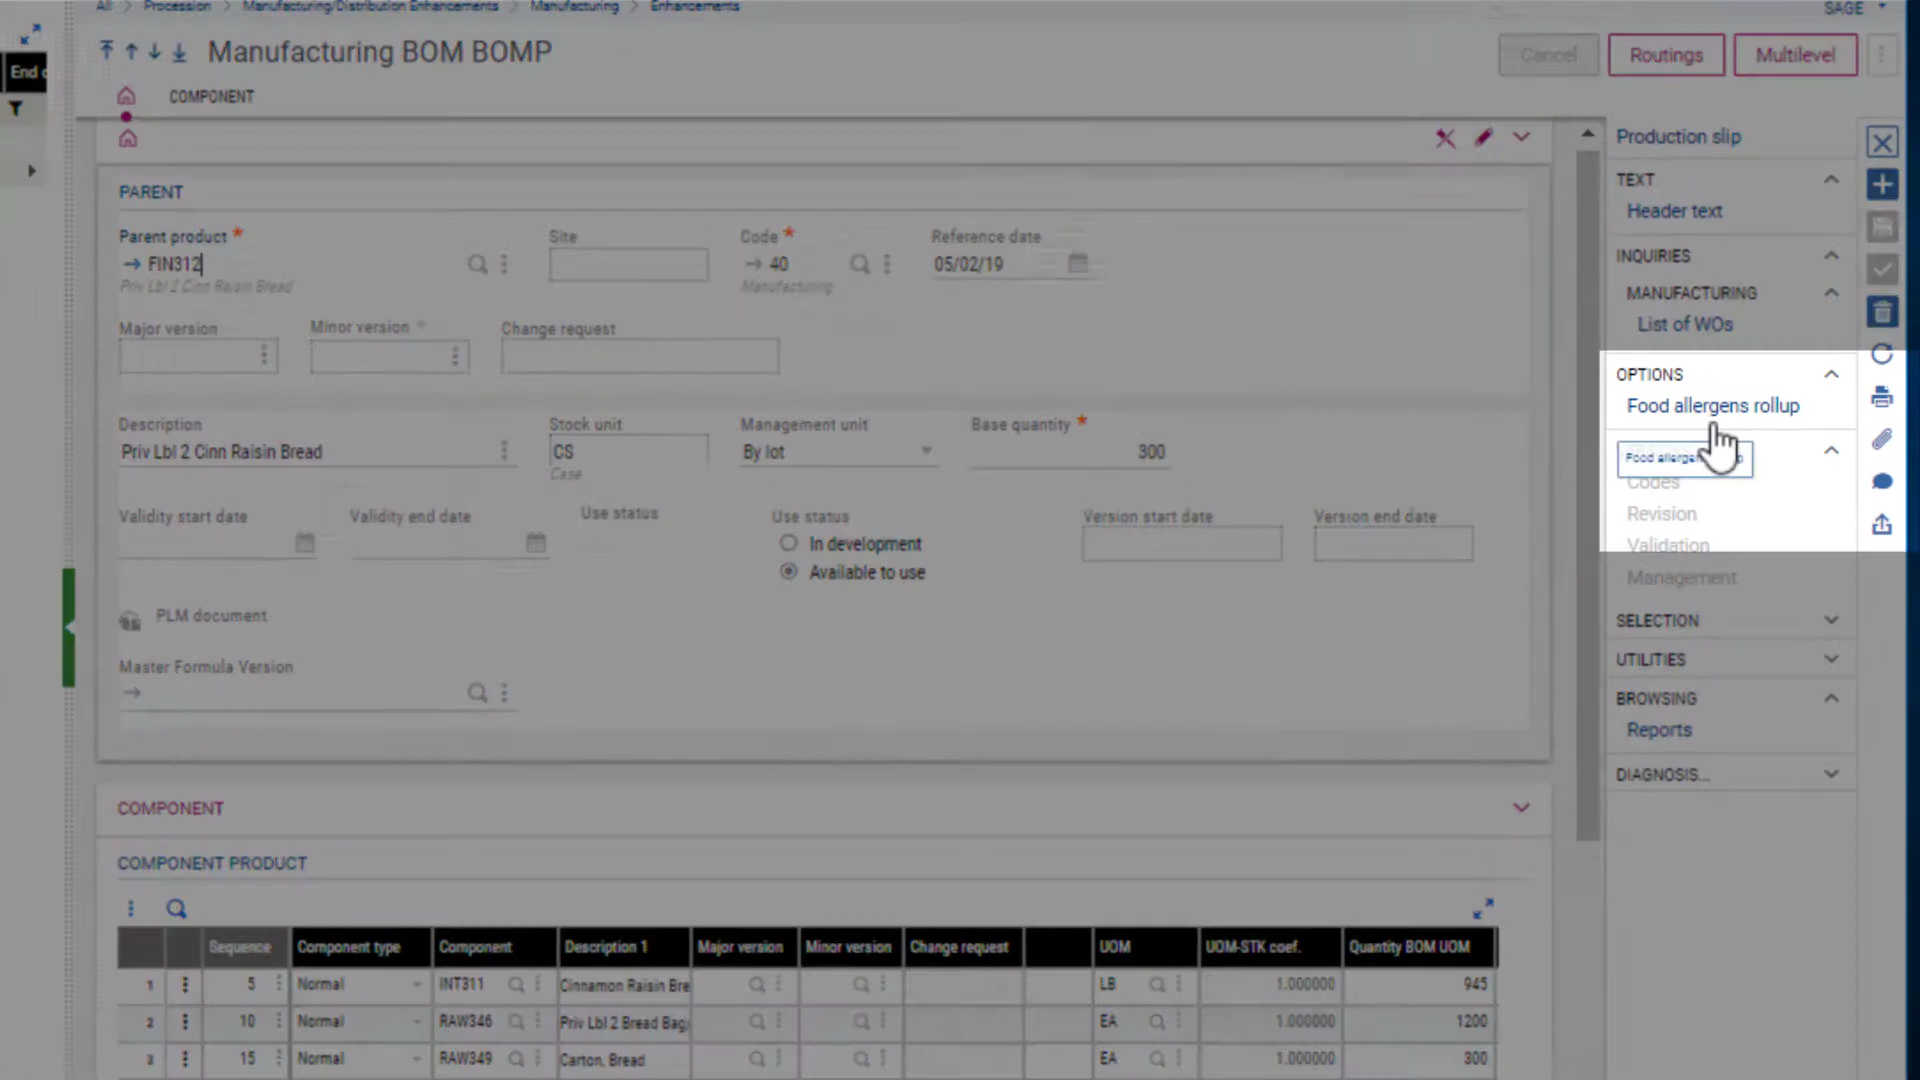 All > Procession > Manufacturing/Distribution Enhancements > Manufacturing > Enhancements
SAGE
End
Manufacturing BOM BOMP
Cancel
Routings
Multilevel
COMPONENT
Production slip
TEXT
Header text
INQUIRIES
MANUFACTURING
List of WOs
OPTIONS
Food allergens rollup
Codes
Revision
Validation
Management
SELECTION
UTILITIES
BROWSING
Reports
DIAGNOSIS...
PARENT
Parent product * Site Code * Reference date
FIN312 40 05/02/19
Priv Lbl 2 Cinn Raisin Bread Manufacturing
Major version Minor version * Change request
Description Stock unit Management unit Base quantity *
Priv Lbl 2 Cinn Raisin Bread CS By lot 300
Case
Validity start date Validity end date Use status Use status Version start date Version end date
In development
Available to use
PLM document
Master Formula Version
COMPONENT
COMPONENT PRODUCT
Sequence Component type Component Description 1 Major version Minor version Change request UOM UOM-STK coef. Quantity BOM UOM
1 5 Normal INT311 Cinnamon Raisin Bre LB 1.000000 945
2 10 Normal RAW346 Priv Lbl 2 Bread Bag EA 1.000000 1200
3 15 Normal RAW349 Carton, Bread EA 1.000000 300